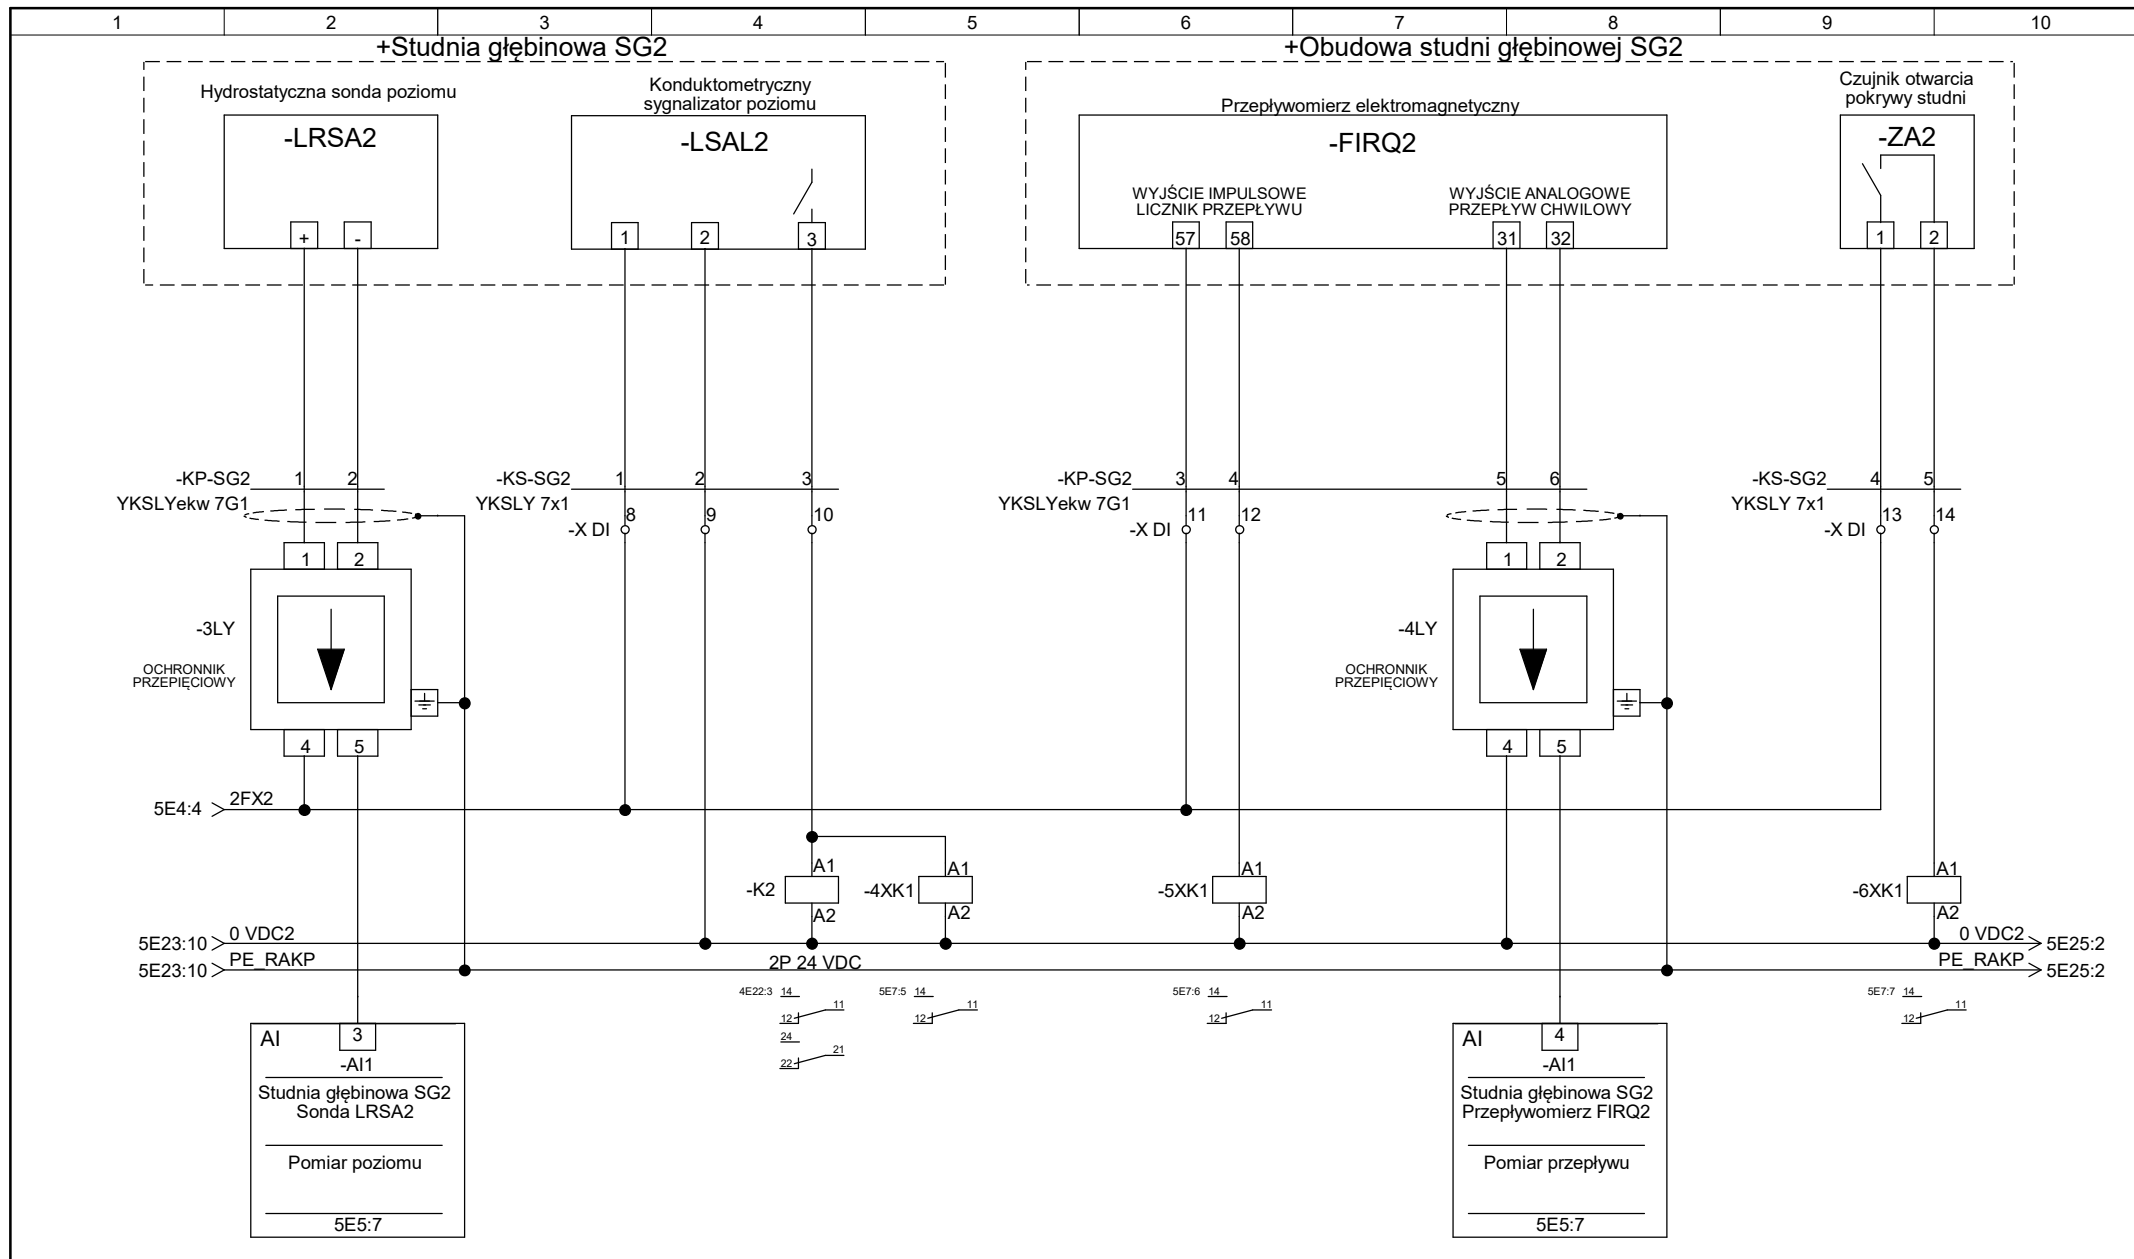 1 2 3 4 5 6 7 8 9 10
+Studnia głębinowa SG2
+Obudowa studni głębinowej SG2
Hydrostatyczna sonda poziomu
Konduktometryczny
sygnalizator poziomu
Przepływomierz elektromagnetyczny
Czujnik otwarcia
pokrywy studni
-LRSA2
-LSAL2
-FIRQ2
-ZA2
WYJŚCIE IMPULSOWE
LICZNIK PRZEPŁYWU
WYJŚCIE ANALOGOWE
PRZEPŁYW CHWILOWY
+ - 1 2 3 57 58 31 32 1 2
-KP-SG2 1 2
YKSLYekw 7G1
-KS-SG2 1 2 3
YKSLY 7x1
-X DI 8 9 10
-KP-SG2 3 4 5 6
YKSLYekw 7G1
-X DI 11 12
-KS-SG2 4 5
YKSLY 7x1
-X DI 13 14
1 2
-3LY
OCHRONNIK
PRZEPIĘCIOWY
4 5
1 2
-4LY
OCHRONNIK
PRZEPIĘCIOWY
4 5
5E4:4 2FX2
-K2 A1 A2
-4XK1 A1 A2
-5XK1 A1 A2
-6XK1 A1 A2
5E23:10 0 VDC2
0 VDC2 5E25:2
5E23:10 PE_RAKP
2P 24 VDC
PE_RAKP 5E25:2
4E22:3 14
11
12
24
21
22
5E7:5 14
11
12
5E7:6 14
11
12
5E7:7 14
11
12
AI 3
-AI1
Studnia głębinowa SG2
Sonda LRSA2
Pomiar poziomu
5E5:7
AI 4
-AI1
Studnia głębinowa SG2
Przepływomierz FIRQ2
Pomiar przepływu
5E5:7